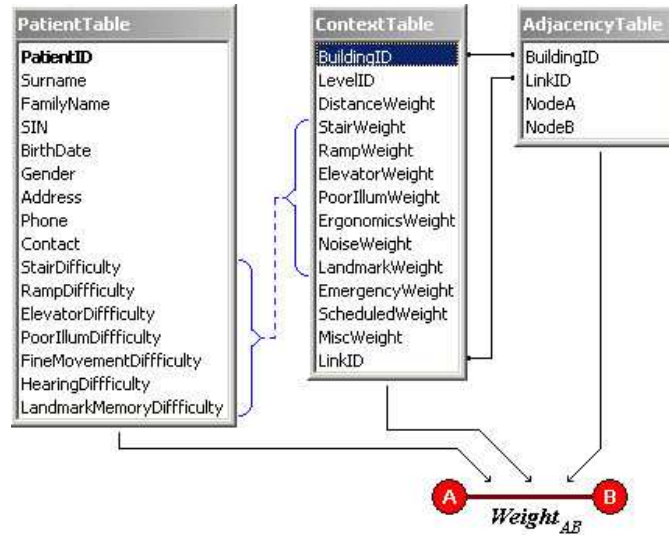 PatientTable
PatientID
Surname
FamilyName
SIN
BirthDate
Gender
Address
Phone
Contact
StairDifficulty
RampDiffficulty
ElevatorDiffficulty
PoorIllumDifficulty
FineMovementDiffficulty
HearingDiffficulty
LandmarkMemoryDiffficulty
ContextTable
BuildingID
LevelID
DistanceWeight
StairWeight
RampWeight
ElevatorWeight
PoorIllumWeight
ErgonomicsWeight
NoiseWeight
LandmarkWeight
EmergencyWeight
ScheduledWeight
MiscWeight
LinkID
AdjacencyTable
BuildingID
LinkID
NodeA
NodeB
A
B
Weight AB